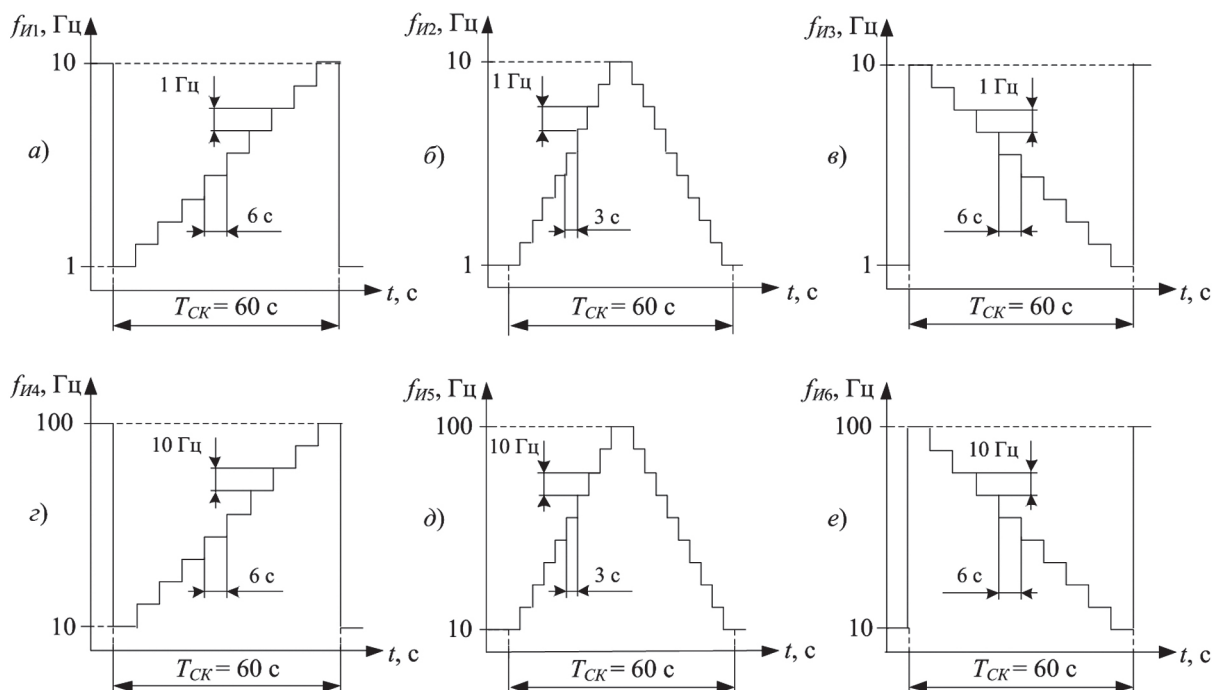 f_И1, Гц
10
1 Гц
а)
6 с
1
t, с
T_СК = 60 с
f_И2, Гц
10
1 Гц
б)
3 с
1
t, с
T_СК = 60 с
f_И3, Гц
10
1 Гц
в)
6 с
1
t, с
T_СК = 60 с
f_И4, Гц
100
10 Гц
г)
6 с
10
t, с
T_СК = 60 с
f_И5, Гц
100
10 Гц
д)
3 с
10
t, с
T_СК = 60 с
f_И6, Гц
100
10 Гц
е)
6 с
10
t, с
T_СК = 60 с